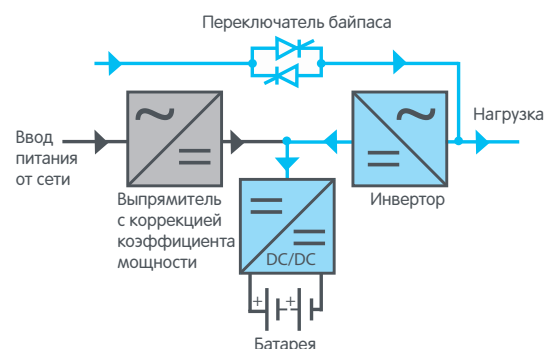 Переключатель байпаса
Нагрузка
Ввод
питания
от сети
Выпрямитель
с коррекцией
коэффициента
мощности
Инвертор
DC/DC
+ +
Батарея